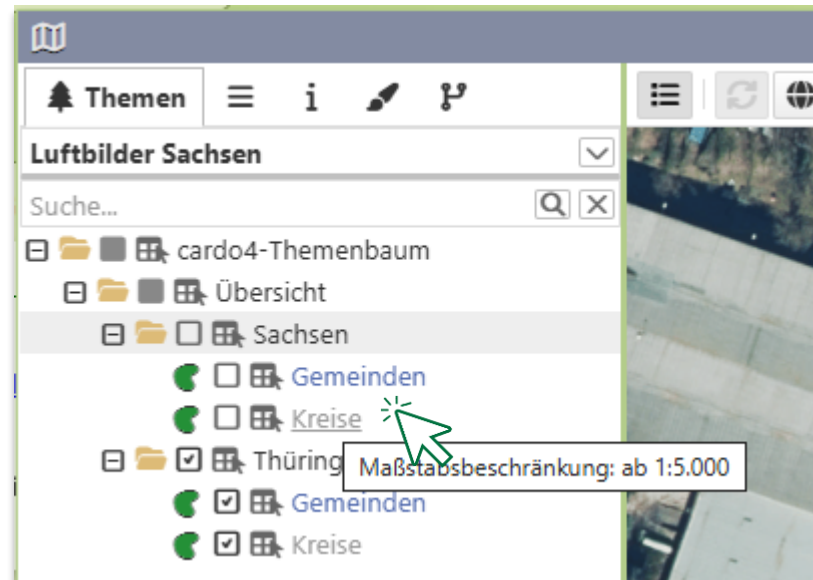 Themen
Luftbilder Sachsen
Suche...
cardo4-Themenbaum
Übersicht
Sachsen
Gemeinden
Kreise
Thüring
Maßstabsbeschränkung: ab 1:5.000
Gemeinden
Kreise